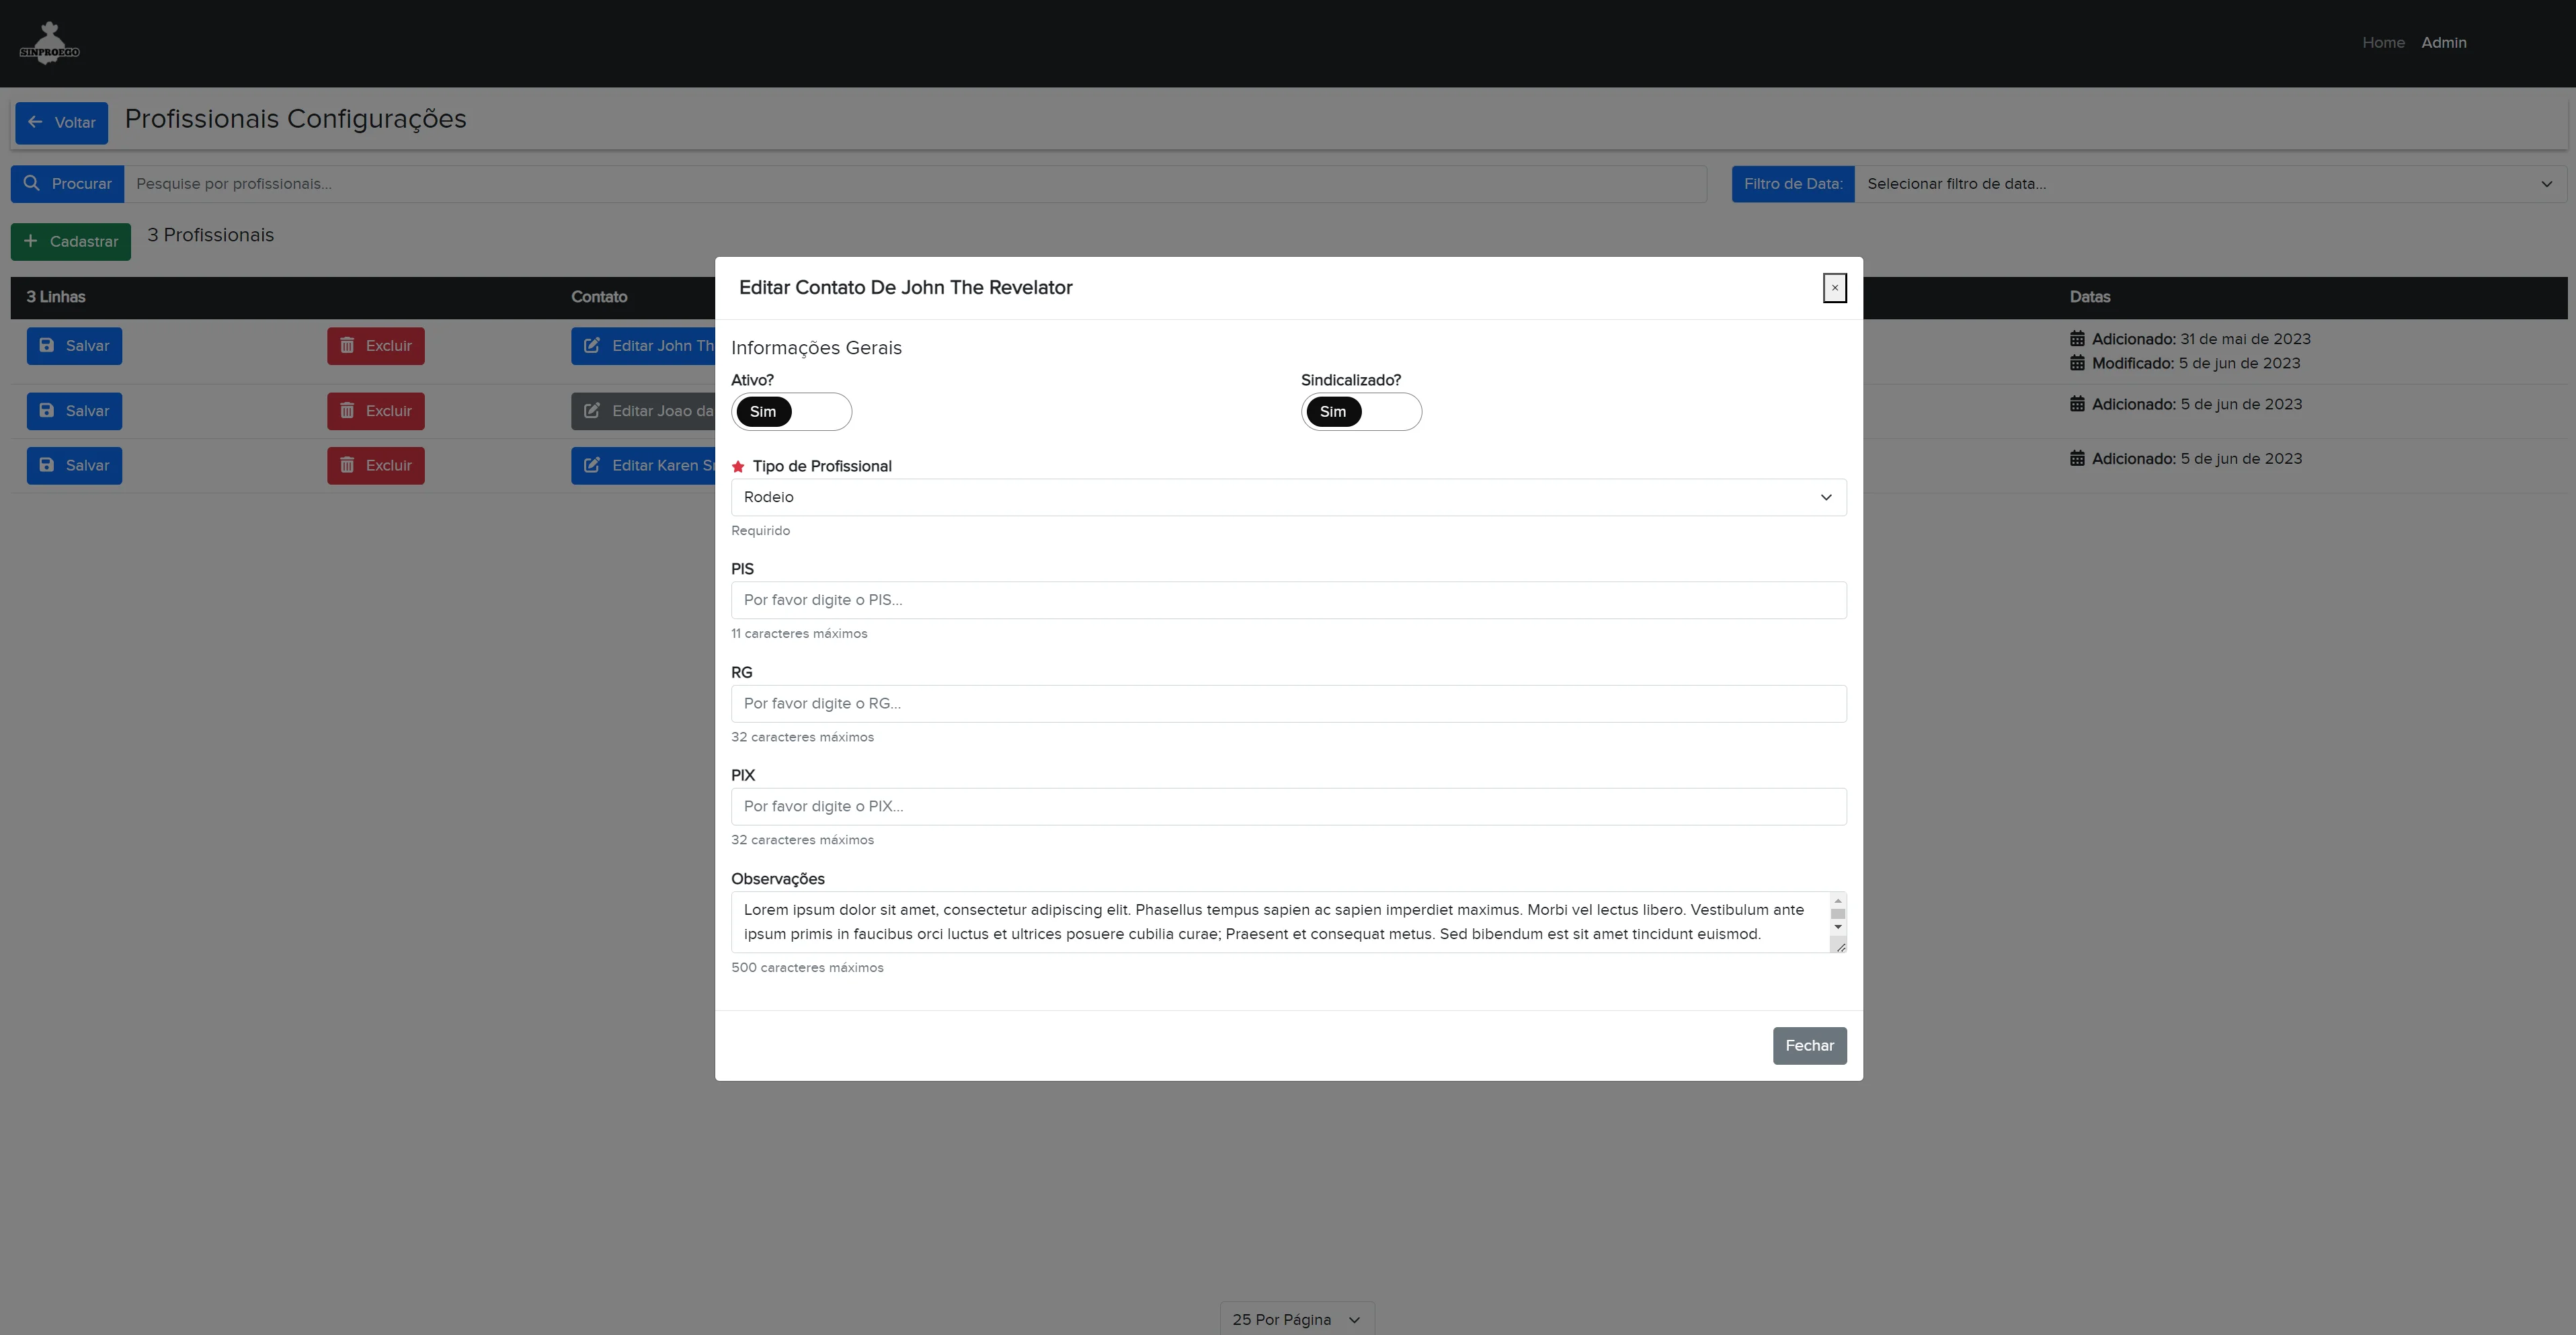 SINPROEGO
Home Admin
Voltar
Profissionais Configurações
Procurar
Pesquise por profissionais...
Filtro de Data:
Selecionar filtro de data...
Cadastrar
3 Profissionais
3 Linhas
Contato
Datas
Salvar
Excluir
Editar John Th
Adicionado: 31 de mai de 2023
Modificado: 5 de jun de 2023
Salvar
Excluir
Editar Joao da
Adicionado: 5 de jun de 2023
Salvar
Excluir
Editar Karen Sr
Adicionado: 5 de jun de 2023
Editar Contato De John The Revelator
×
Informações Gerais
Ativo?
Sim
Sindicalizado?
Sim
Tipo de Profissional
Rodeio
Requirido
PIS
Por favor digite o PIS...
11 caracteres máximos
RG
Por favor digite o RG...
32 caracteres máximos
PIX
Por favor digite o PIX...
32 caracteres máximos
Observações
Lorem ipsum dolor sit amet, consectetur adipiscing elit. Phasellus tempus sapien ac sapien imperdiet maximus. Morbi vel lectus libero. Vestibulum ante
ipsum primis in faucibus orci luctus et ultrices posuere cubilia curae; Praesent et consequat metus. Sed bibendum est sit amet tincidunt euismod.
500 caracteres máximos
Fechar
25 Por Página